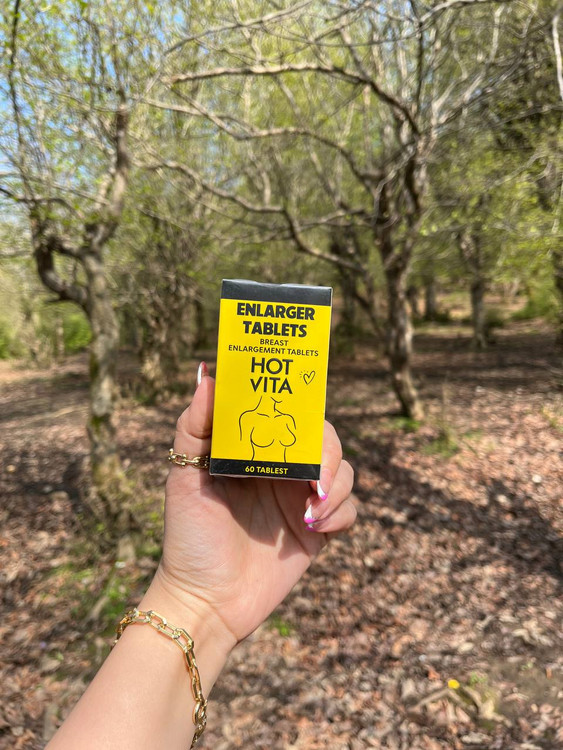 ENLARGER
TABLETS
BREAST
ENLARGEMENT TABLETS
HOT
VITA
60 TABLEST